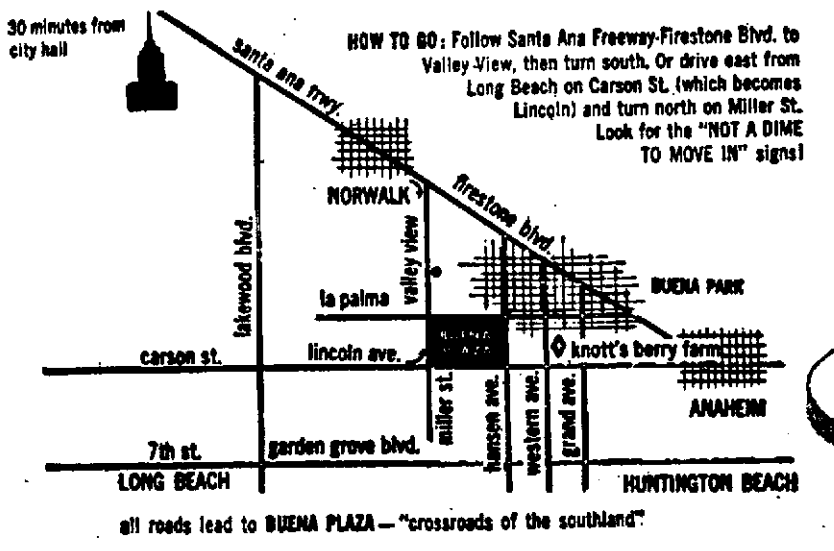 30 minutes from
city hall
HOW TO GO: Follow Santa Ana Freeway-Firestone Blvd. to
Valley View, then turn south. Or drive east from
Long Beach on Carson St. (which becomes
Lincoln) and turn north on Miller St.
Look for the "NOT A DIME
TO MOVE IN" signs!
santa ana frwy.
NORWALK
firestone blvd.
lakewood blvd.
valley view
BUENA PARK
la palma
carson st.
lincoln ave.
knott's berry farm
miller st.
hansen ave.
western ave.
grand ave.
ANAHEIM
7th st.
garden grove blvd.
LONG BEACH
HUNTINGTON BEACH
all roads lead to BUENA PLAZA — "crossroads of the southland"